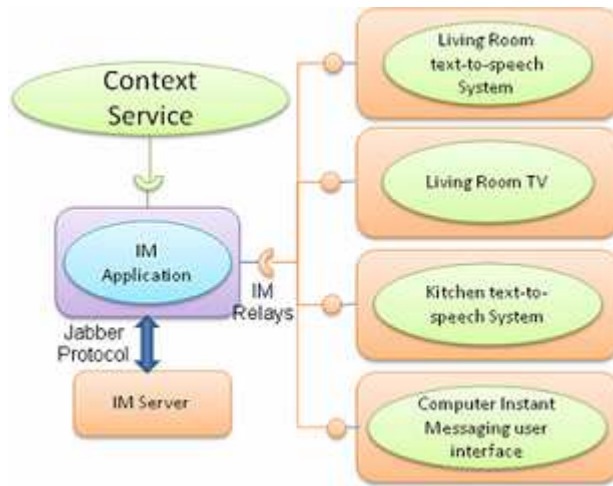 Context
Service
IM
Application
IM
Relays
Jabber
Protocol
IM Server
Living Room
text-to-speech
System
Living Room TV
Kitchen text-to-
speech System
Computer Instant
Messaging user
interface